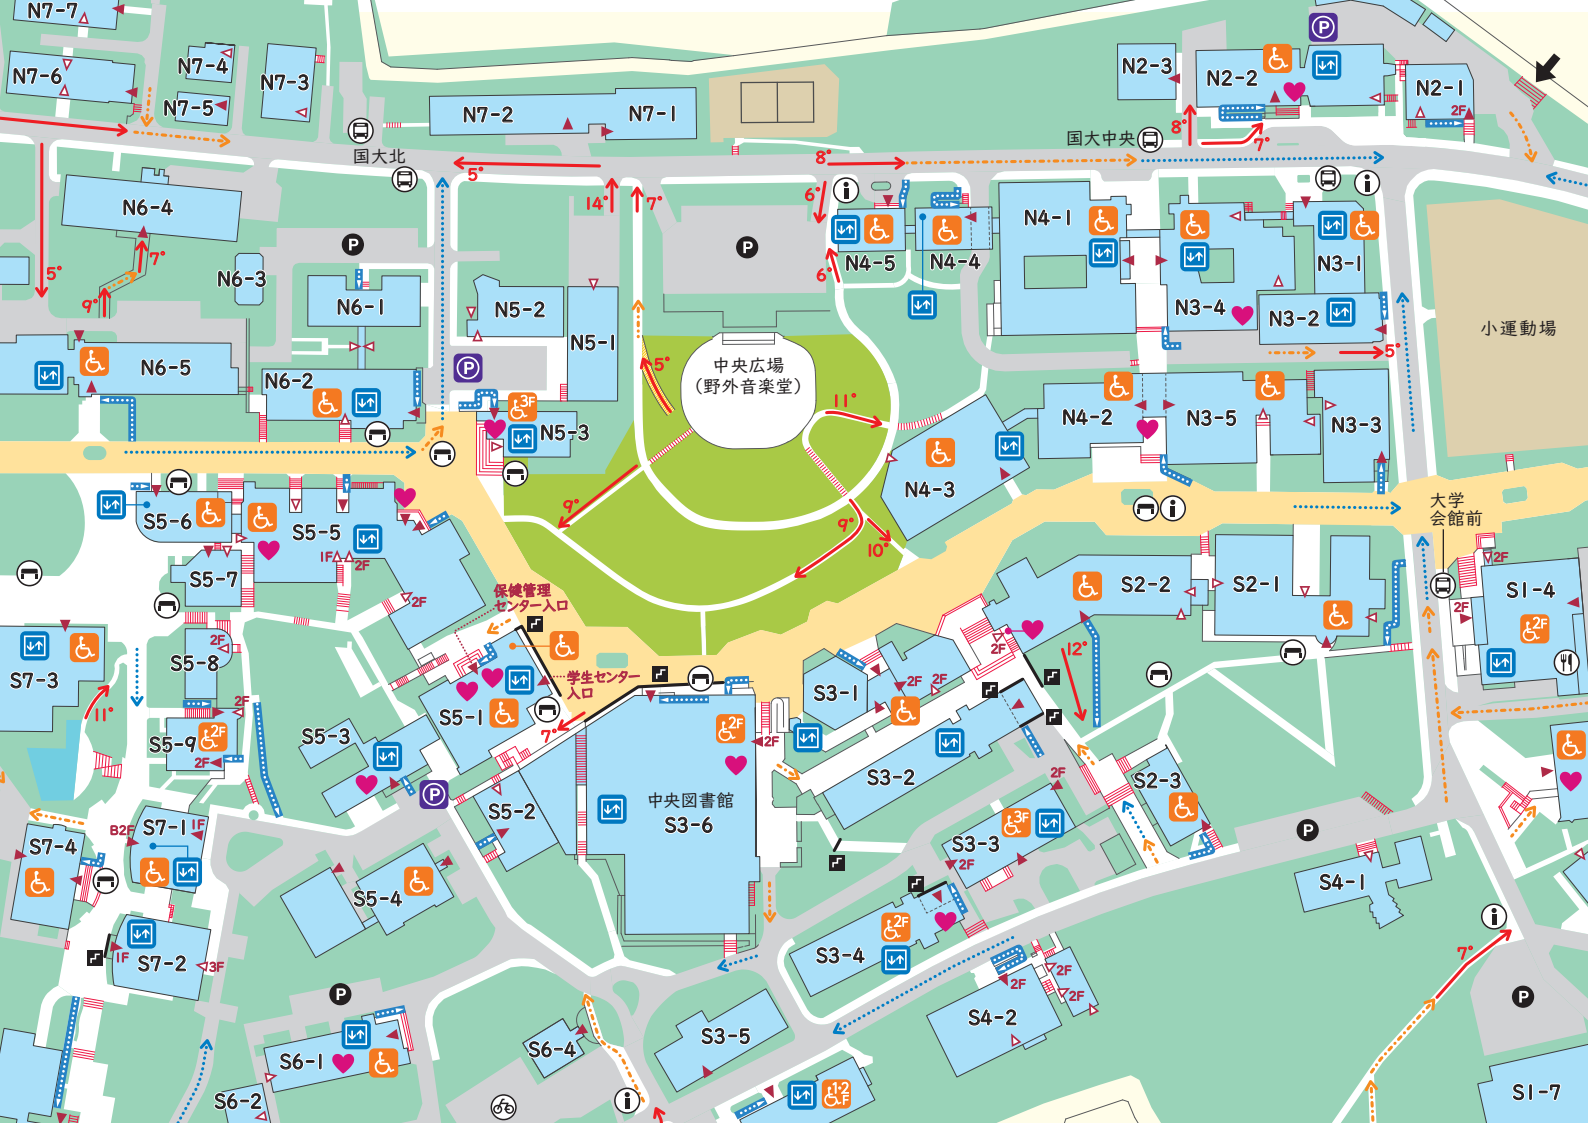 N7-7
N7-6
N7-4
N7-5
N7-3
N7-2
N7-1
N2-3
N2-2
P
N2-1
2F
8°
7°
国大北
国大中央
5°
8°
6°
14°
7°
N6-4
5°
7°
9°
P
N6-3
N6-1
N5-2
N5-1
P
N4-5
6°
N4-4
N4-1
N3-4
N3-1
N3-2
5°
小運動場
N6-5
N6-2
P
3F
N5-3
5°
中央広場
(野外音楽堂)
11°
N4-2
N3-5
N3-3
N4-3
9°
9°
10°
大学
会館前
S5-6
S5-5
1F
2F
S5-7
2F
S5-8
2F
保健管理
センター入口
学生センター
入口
S2-2
S2-1
2F
S1-4
2F
2F
12°
2F
S7-3
11°
2F
S5-9
2F
2F
S5-3
S5-1
7°
2F
2F
S3-1
2F
2F
S3-2
中央図書館
S3-6
S5-2
P
2F
S2-3
P
B2F
S7-1
1F
S7-4
S5-4
3F
S3-3
2F
S4-1
S7-2
1F
3F
2F
S3-4
2F
2F
2F
S4-2
7°
P
P
S6-1
S6-2
S6-4
S3-5
1·2
F
S1-7